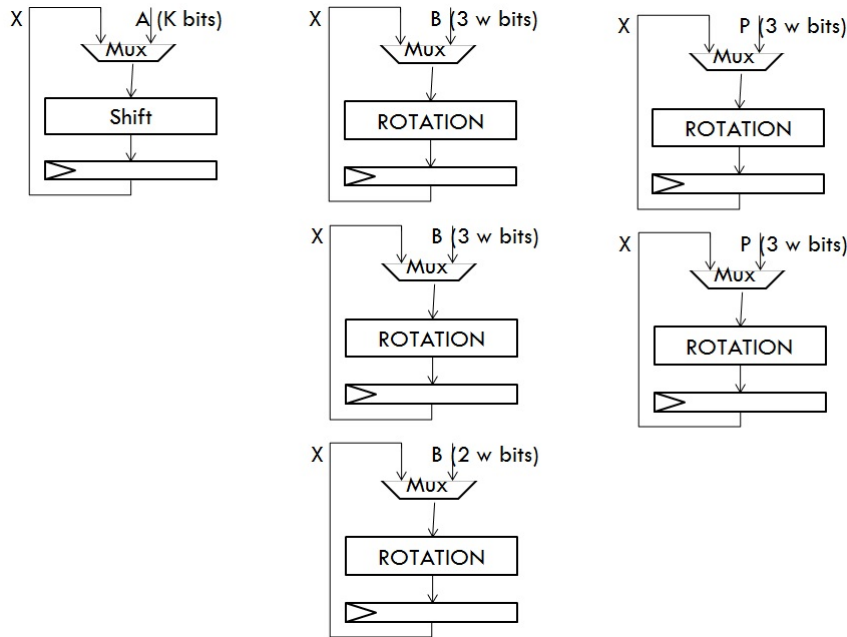 X A (K bits)
Mux
Shift
X B (3 w bits)
Mux
ROTATION
X P (3 w bits)
Mux
ROTATION
X B (3 w bits)
Mux
ROTATION
X P (3 w bits)
Mux
ROTATION
X B (2 w bits)
Mux
ROTATION